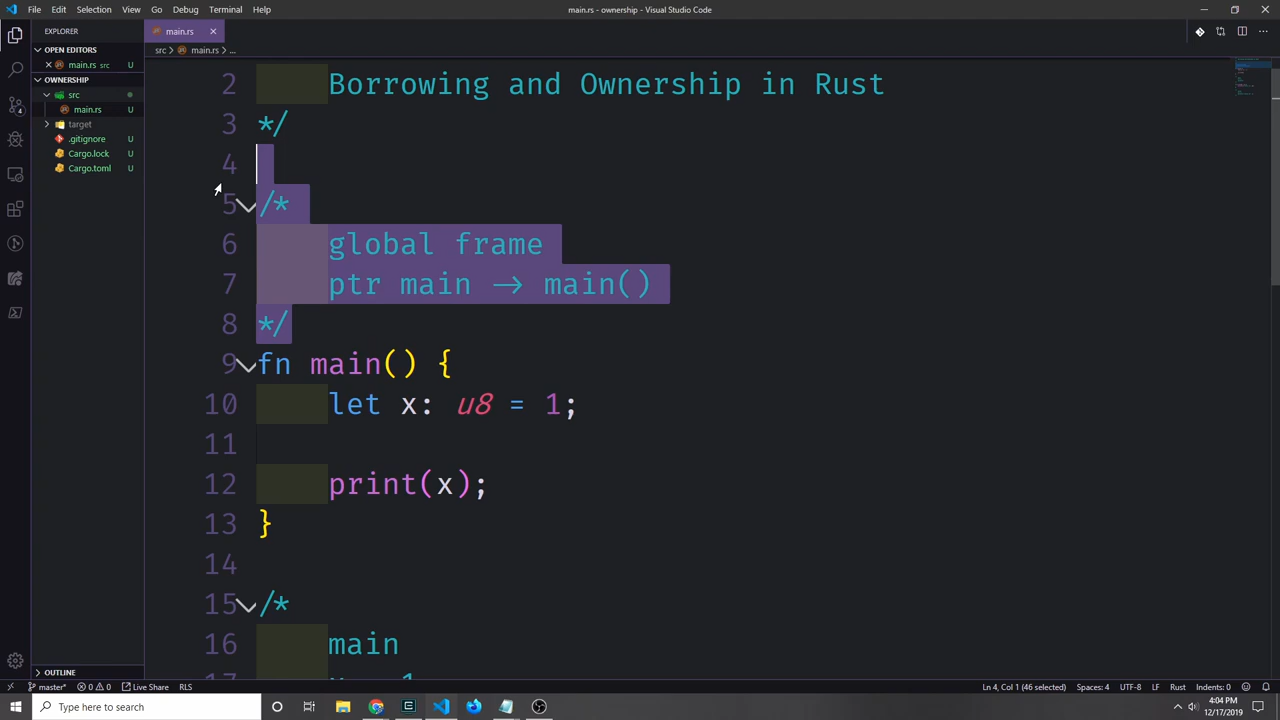 File Edit Selection View Go Debug Terminal Help
main.rs - ownership - Visual Studio Code
EXPLORER
OPEN EDITORS
main.rs src U
OWNERSHIP
src
main.rs U
target
.gitignore U
Cargo.lock U
Cargo.toml U
OUTLINE
main.rs
src > main.rs > ...
2 Borrowing and Ownership in Rust
3 */
4
5 /*
6 global frame
7 ptr main -> main()
8 */
9 fn main() {
10 let x: u8 = 1;
11
12 print(x);
13 }
14
15 /*
16 main
master* 0 0 Live Share RLS
Ln 4, Col 1 (46 selected) Spaces: 4 UTF-8 LF Rust Indents: 0
Type here to search
4:04 PM
12/17/2019